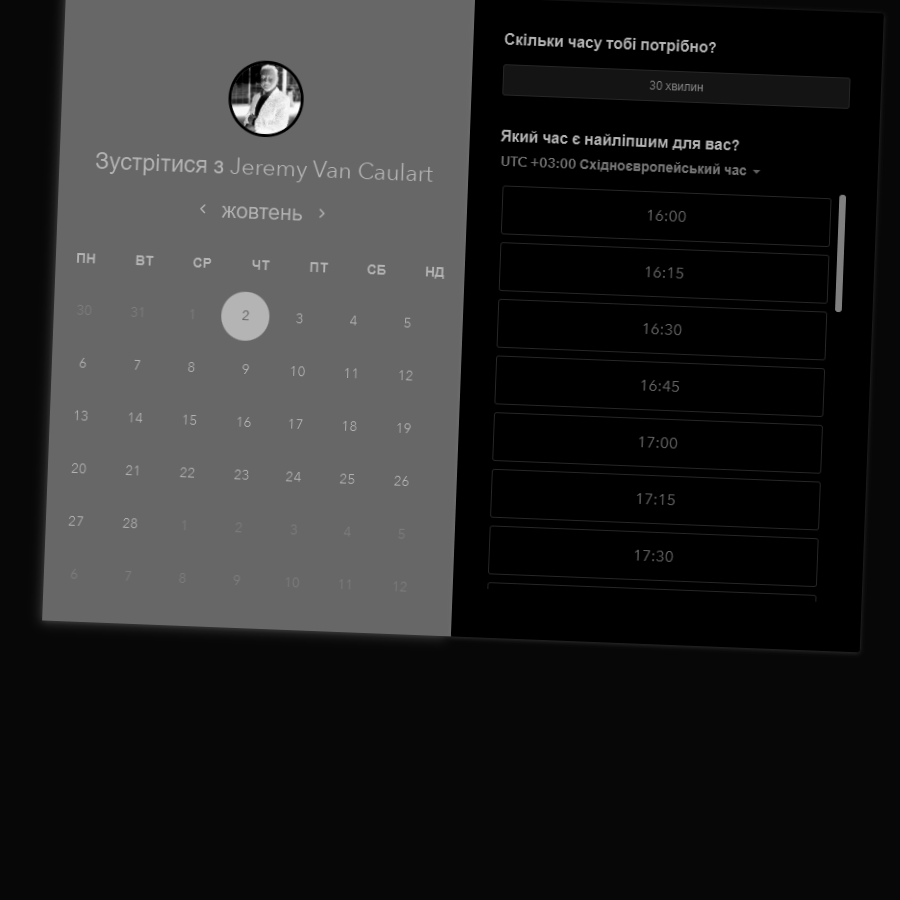 Зустрітися з Jeremy Van Caulart
жовтень
ПН ВТ СР ЧТ ПТ СБ НД
30 31 1 2 3 4 5
6 7 8 9 10 11 12
13 14 15 16 17 18 19
20 21 22 23 24 25 26
27 28 1 2 3 4 5
6 7 8 9 10 11 12
Скільки часу тобі потрібно?
30 хвилин
Який час є найліпшим для вас?
UTC +03:00 Східноєвропейський час
16:00
16:15
16:30
16:45
17:00
17:15
17:30